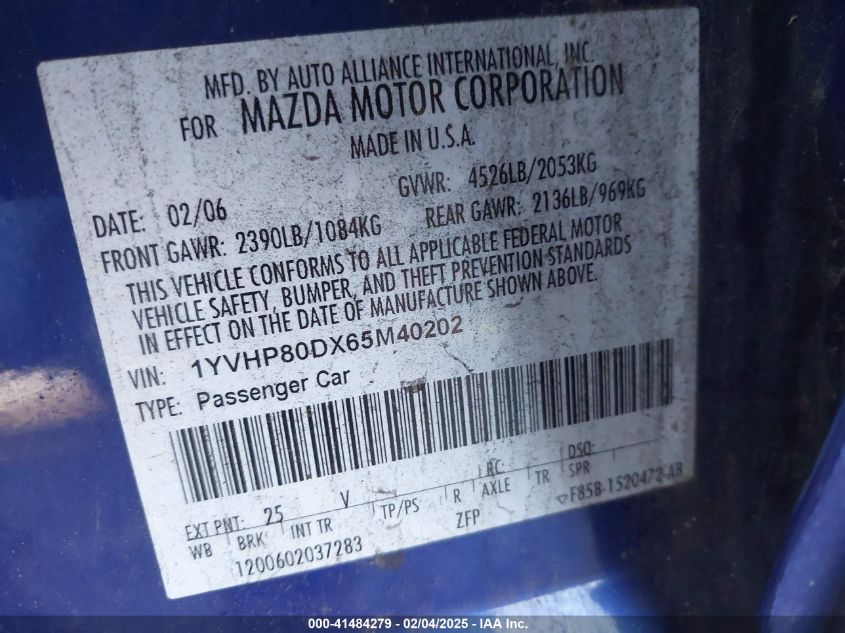 MFD. BY AUTO ALLIANCE INTERNATIONAL, INC.
FOR MAZDA MOTOR CORPORATION
MADE IN U.S.A.
DATE: 02/06 GVWR: 4526LB/2053KG
FRONT GAWR: 2390LB/1084KG REAR GAWR: 2136LB/969KG
THIS VEHICLE CONFORMS TO ALL APPLICABLE FEDERAL MOTOR
VEHICLE SAFETY, BUMPER, AND THEFT PREVENTION STANDARDS
IN EFFECT ON THE DATE OF MANUFACTURE SHOWN ABOVE.
VIN: 1YVHP80DX65M40202
TYPE: Passenger Car
EXT PNT: 25 V RC: DSO:
WB BRK INT TR TP/PS R AXLE TR SPR
ZFP ▽F85B-1520472-AB
1200602037283
000-41484279 - 02/04/2025 - IAA Inc.